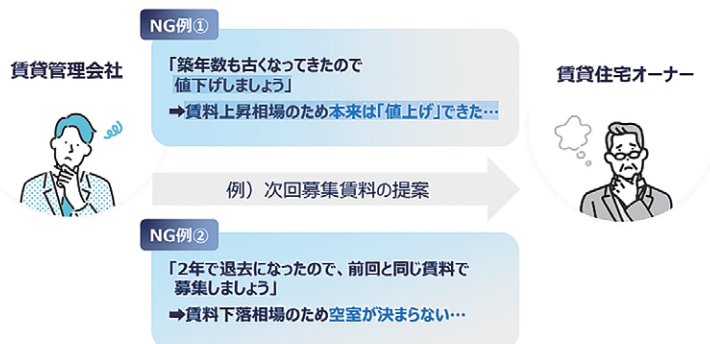 NG例①
賃貸管理会社
賃貸住宅オーナー
「築年数も古くなってきたので
値下げしましょう」
➡賃料上昇相場のため本来は「値上げ」できた…
例）次回募集賃料の提案
NG例②
「2年で退去になったので、前回と同じ賃料で
募集しましょう」
➡賃料下落相場のため空室が決まらない…